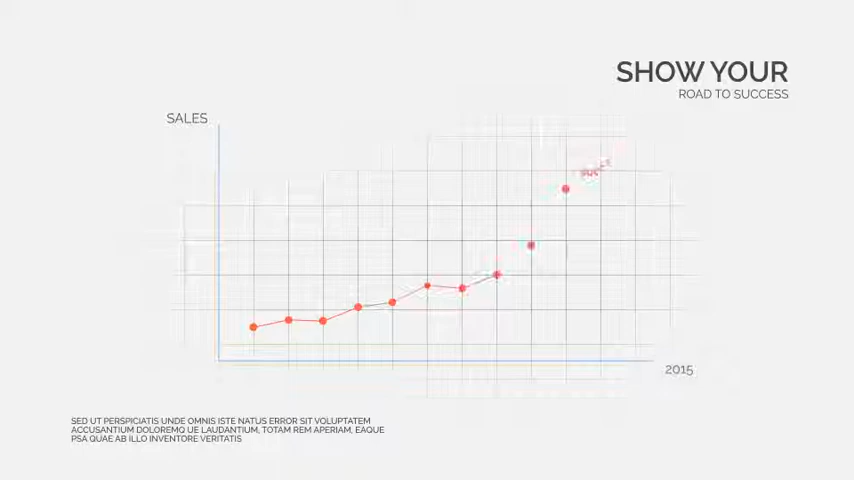 SHOW YOUR
ROAD TO SUCCESS
SALES
2015
SED UT PERSPICIATIS UNDE OMNIS ISTE NATUS ERROR SIT VOLUPTATEM
ACCUSANTIUM DOLOREMQ UE LAUDANTIUM, TOTAM REM APERIAM, EAQUE
PSA QUAE AB ILLO INVENTORE VERITATIS